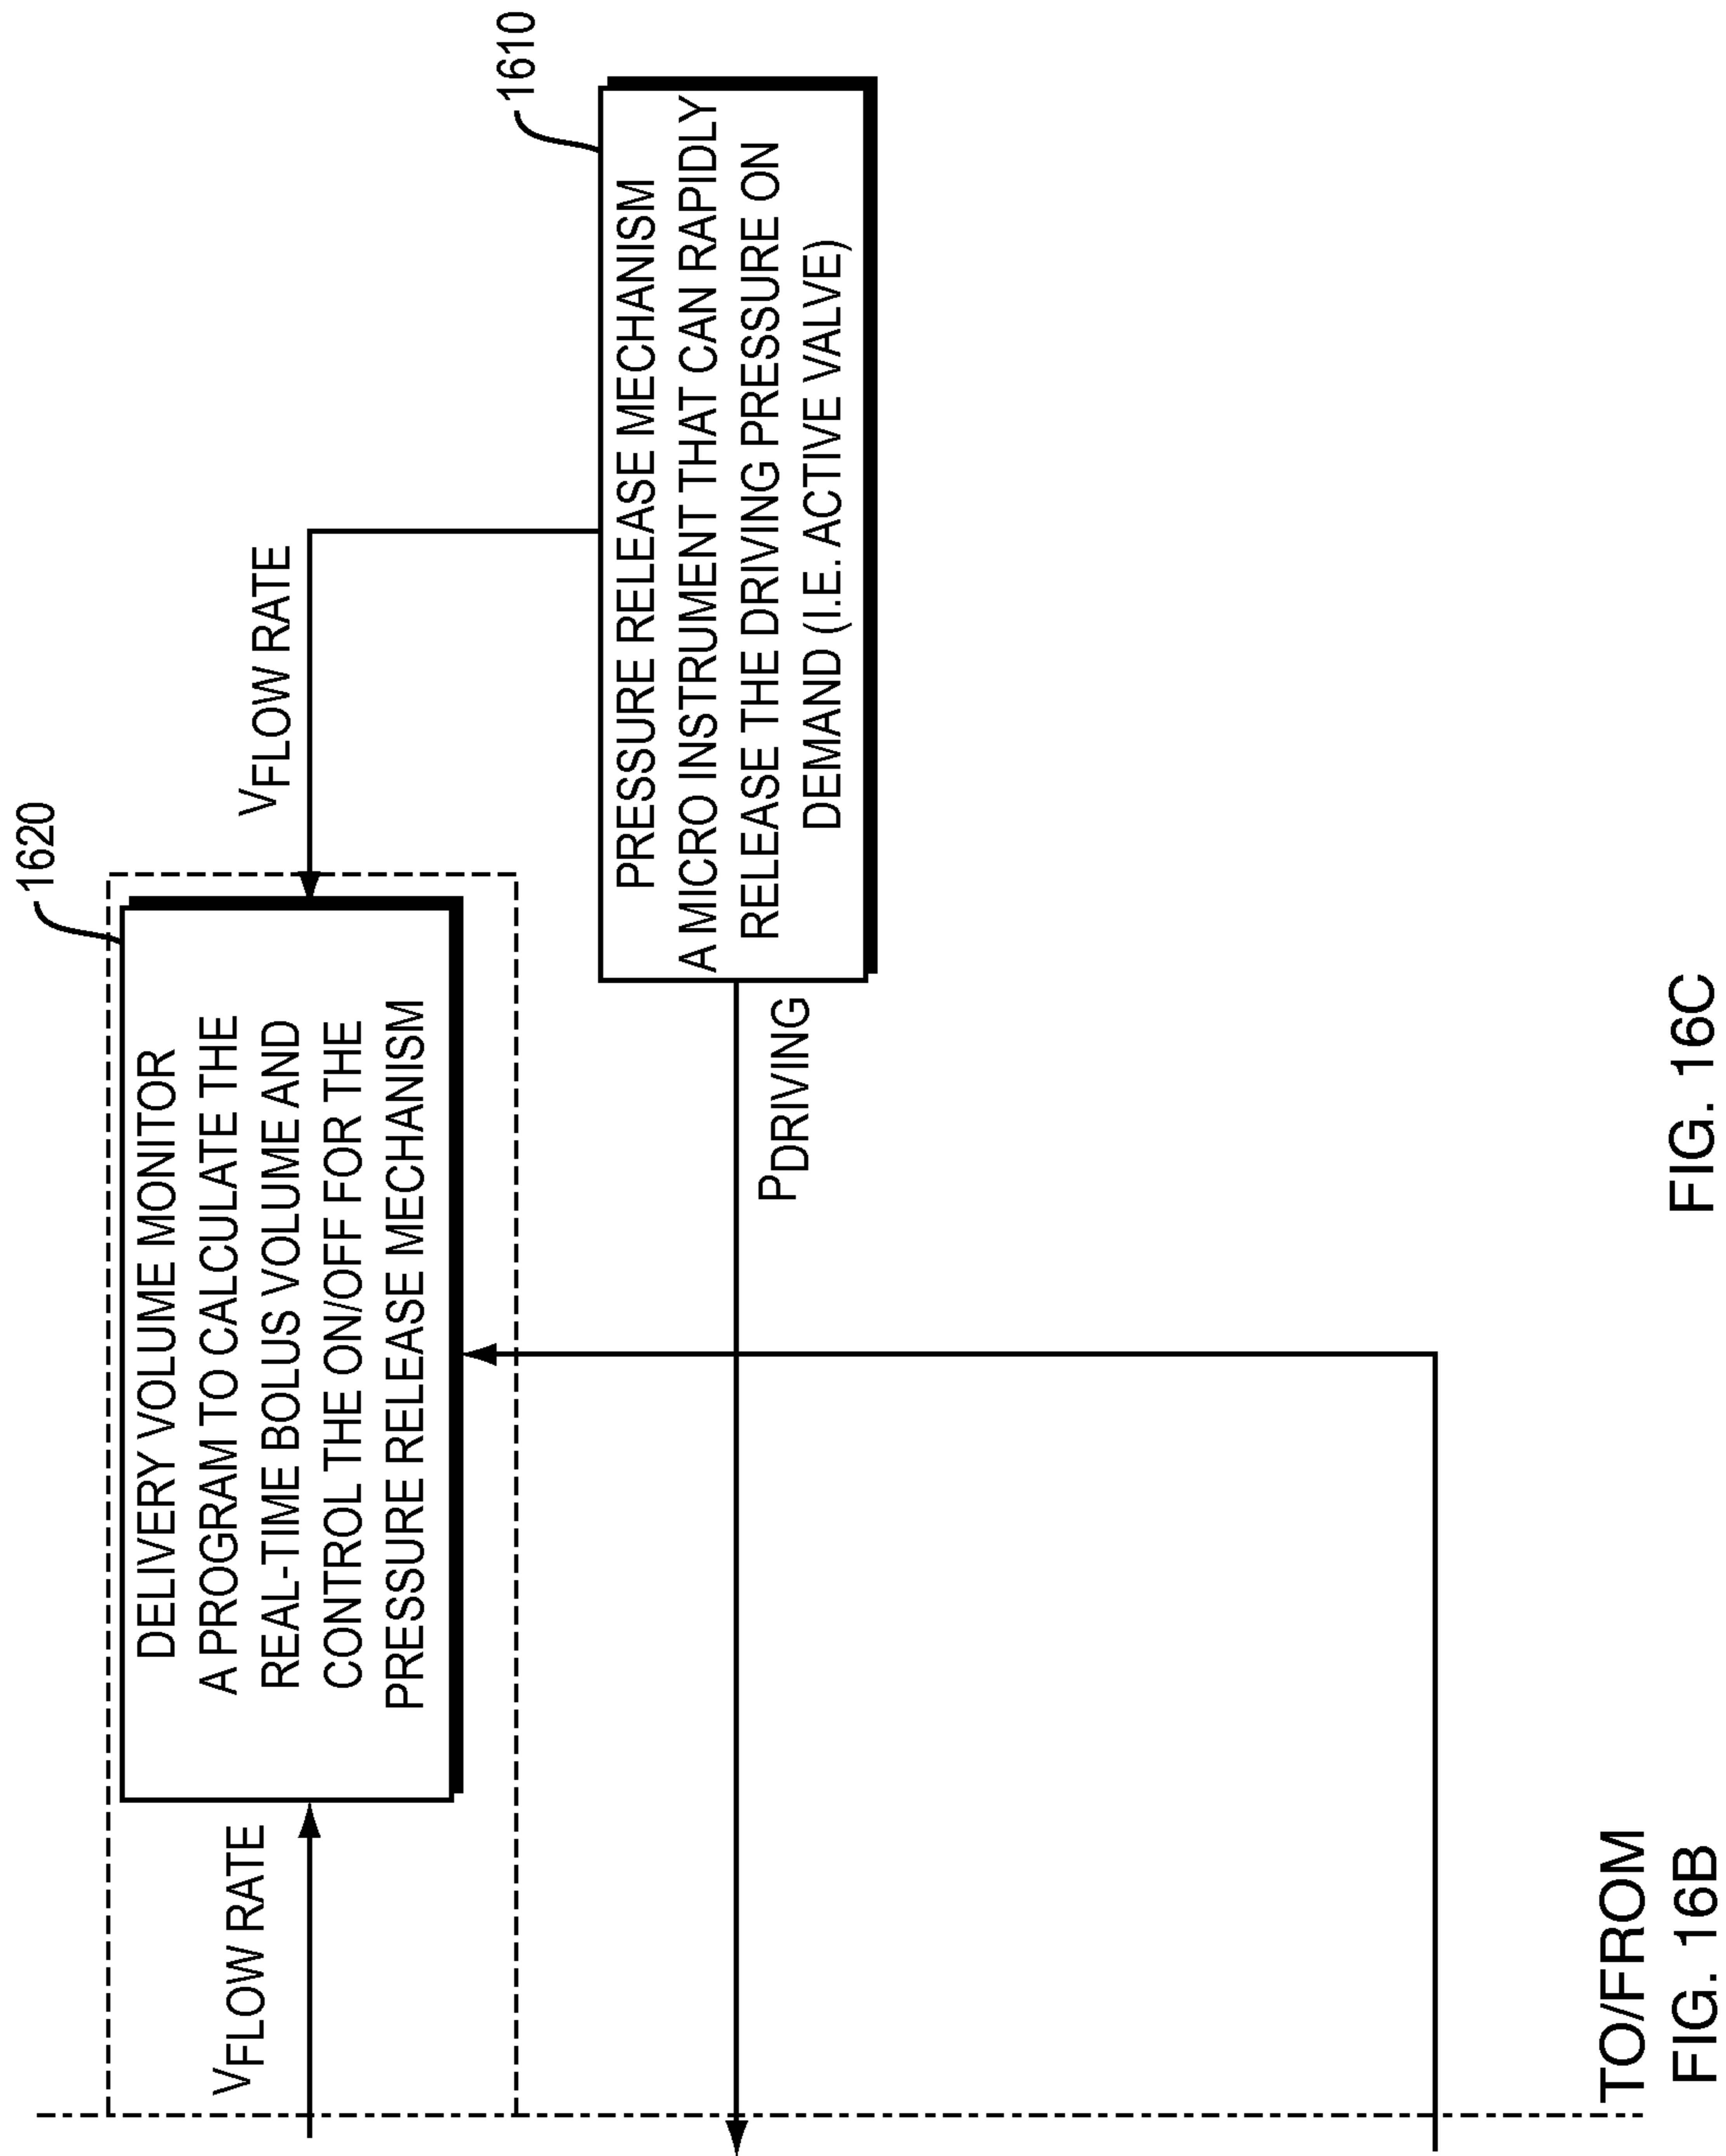 1620
DELIVERY VOLUME MONITOR
A PROGRAM TO CALCULATE THE
REAL-TIME BOLUS VOLUME AND
CONTROL THE ON/OFF FOR THE
PRESSURE RELEASE MECHANISM
VFLOW RATE
VFLOW RATE
1610
PRESSURE RELEASE MECHANISM
A MICRO INSTRUMENT THAT CAN RAPIDLY
RELEASE THE DRIVING PRESSURE ON
DEMAND (I.E. ACTIVE VALVE)
PDRIVING
TO/FROM
FIG. 16B
FIG. 16C